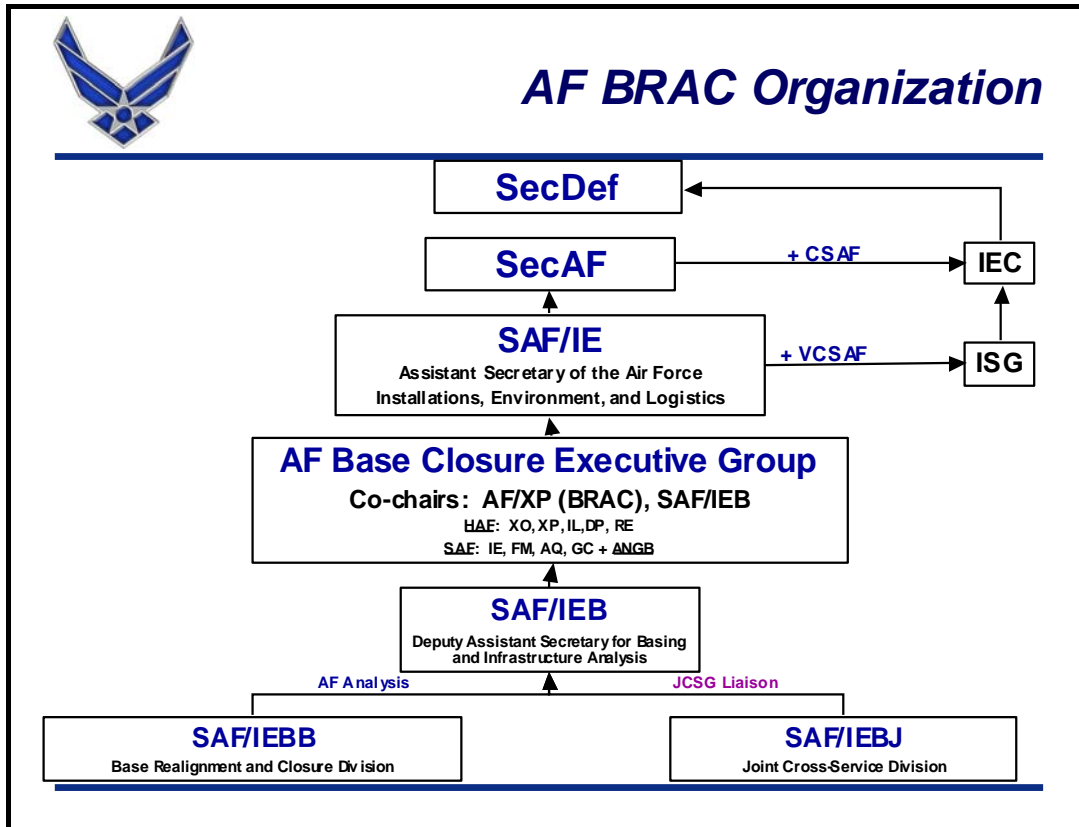 AF BRAC Organization
SecDef
SecAF
+ CSAF
IEC
SAF/IE
Assistant Secretary of the Air Force
Installations, Environment, and Logistics
+ VCSAF
ISG
AF Base Closure Executive Group
Co-chairs: AF/XP (BRAC), SAF/IEB
HAF: XO, XP, IL,DP, RE
SAF: IE, FM, AQ, GC + ANGB
SAF/IEB
Deputy Assistant Secretary for Basing
and Infrastructure Analysis
AF Analysis
JCSG Liaison
SAF/IEBB
Base Realignment and Closure Division
SAF/IEBJ
Joint Cross-Service Division